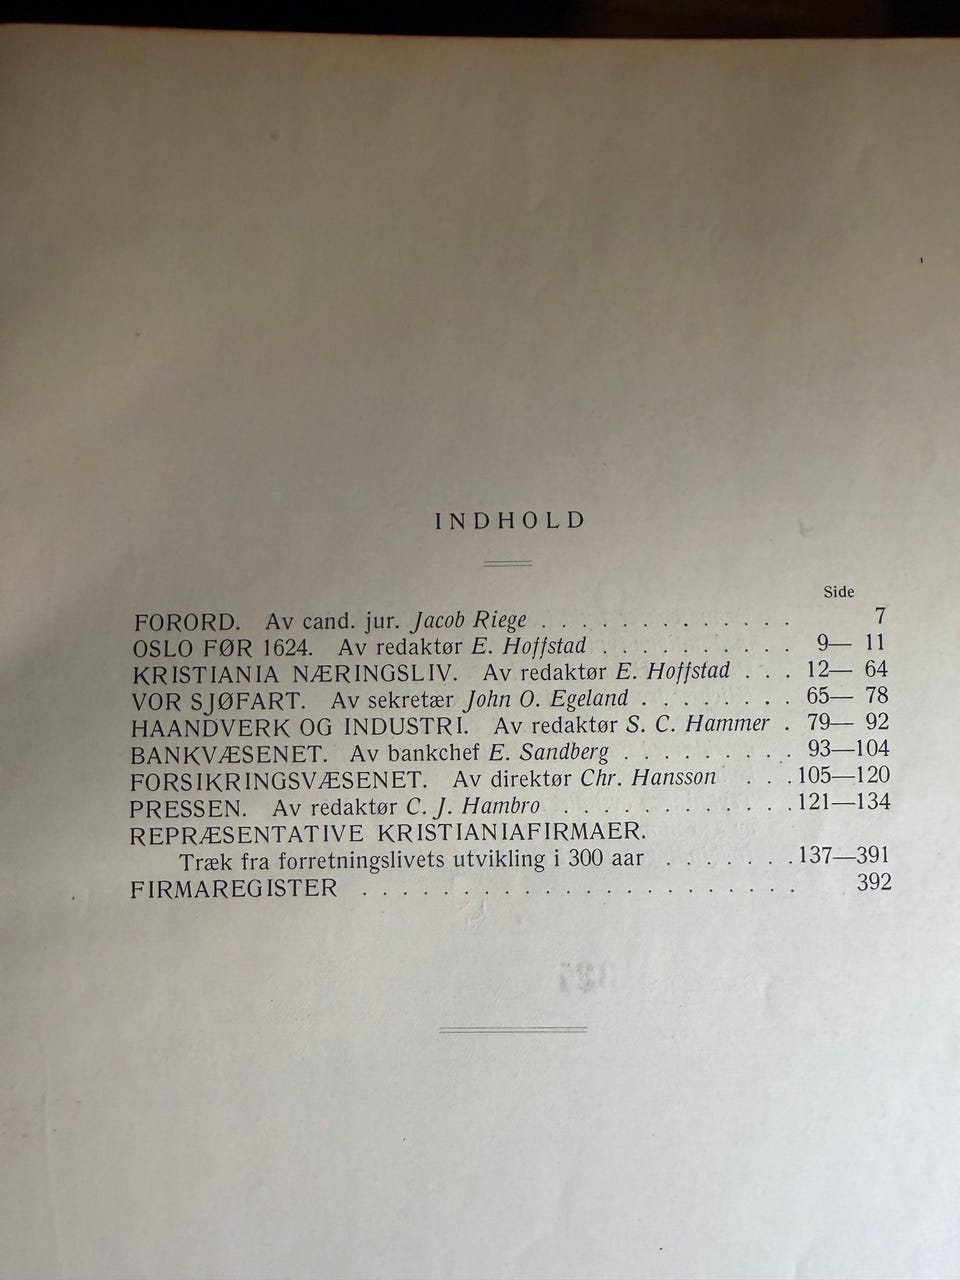 INDHOLD
Side
FORORD. Av cand. jur. Jacob Riege . . . . . . . . . . . . . 7
OSLO FØR 1624. Av redaktør E. Hoffstad . . . . . . . . . . 9— 11
KRISTIANIA NÆRINGSLIV. Av redaktør E. Hoffstad . . . 12— 64
VOR SJØFART. Av sekretær John O. Egeland . . . . . . . . 65— 78
HAANDVERK OG INDUSTRI. Av redaktør S. C. Hammer . 79— 92
BANKVÆSENET. Av bankchef E. Sandberg . . . . . . . . . 93—104
FORSIKRINGSVÆSENET. Av direktør Chr. Hansson . . . 105—120
PRESSEN. Av redaktør C. J. Hambro . . . . . . . . . . . . 121—134
REPRÆSENTATIVE KRISTIANIAFIRMAER.
Træk fra forretningslivets utvikling i 300 aar . . . . . . . 137—391
FIRMAREGISTER . . . . . . . . . . . . . . . . . . . . . . 392